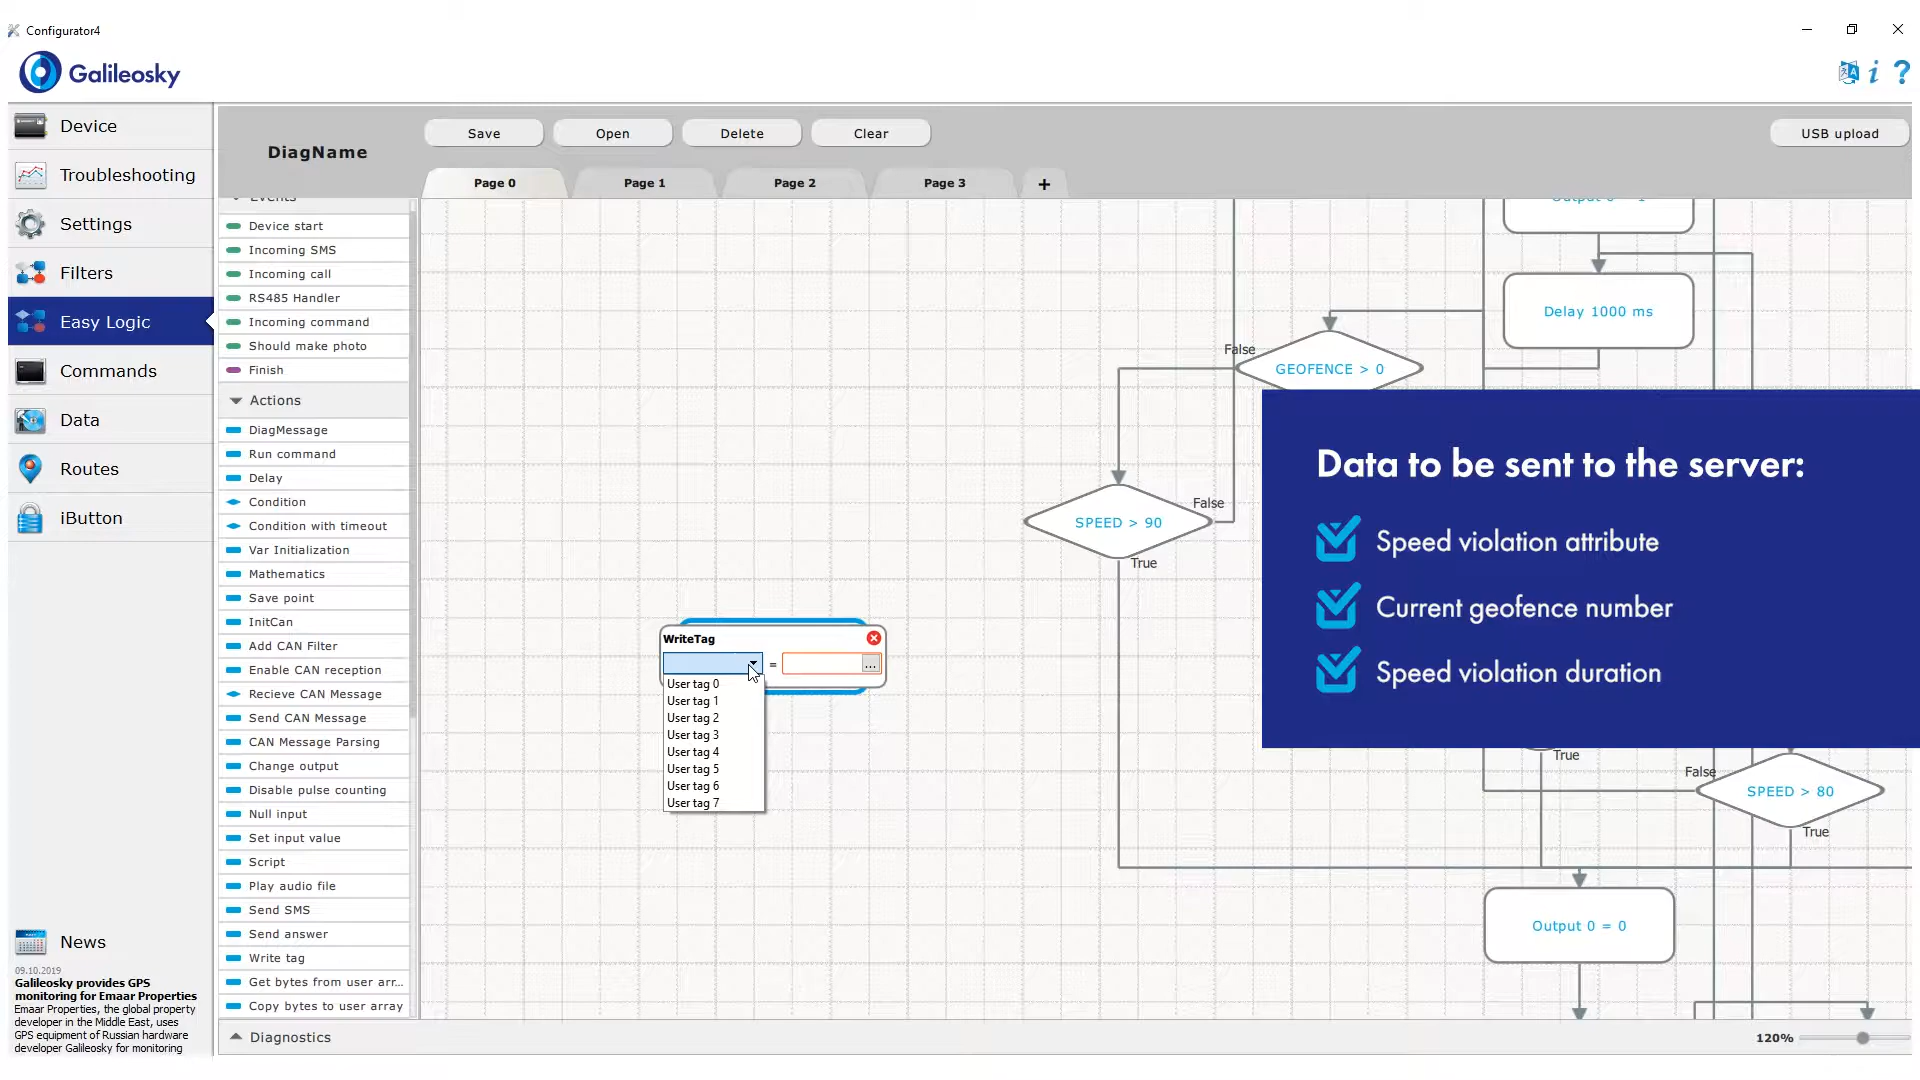 Configurator4
Galileosky
Device
Troubleshooting
Settings
Filters
Easy Logic
Commands
Data
Routes
iButton
News
09.10.2019
Galileosky provides GPS
monitoring for Emaar Properties
Emaar Properties, the global property
developer in the Middle East, uses
GPS equipment of Russian hardware
developer Galileosky for monitoring
DiagName
Save
Open
Delete
Clear
USB upload
Page 0
Page 1
Page 2
Page 3
+
Events
Device start
Incoming SMS
Incoming call
RS485 Handler
Incoming command
Should make photo
Finish
Actions
DiagMessage
Run command
Delay
Condition
Condition with timeout
Var Initialization
Mathematics
Save point
InitCan
Add CAN Filter
Enable CAN reception
Recieve CAN Message
Send CAN Message
CAN Message Parsing
Change output
Disable pulse counting
Null input
Set input value
Script
Play audio file
Send SMS
Send answer
Write tag
Get bytes from user arr...
Copy bytes to user array
Diagnostics
Output 0 = 1
Delay 1000 ms
False
GEOFENCE > 0
False
SPEED > 90
True
WriteTag
=
...
User tag 0
User tag 1
User tag 2
User tag 3
User tag 4
User tag 5
User tag 6
User tag 7
Data to be sent to the server:
Speed violation attribute
Current geofence number
Speed violation duration
True
False
SPEED > 80
True
Output 0 = 0
120%